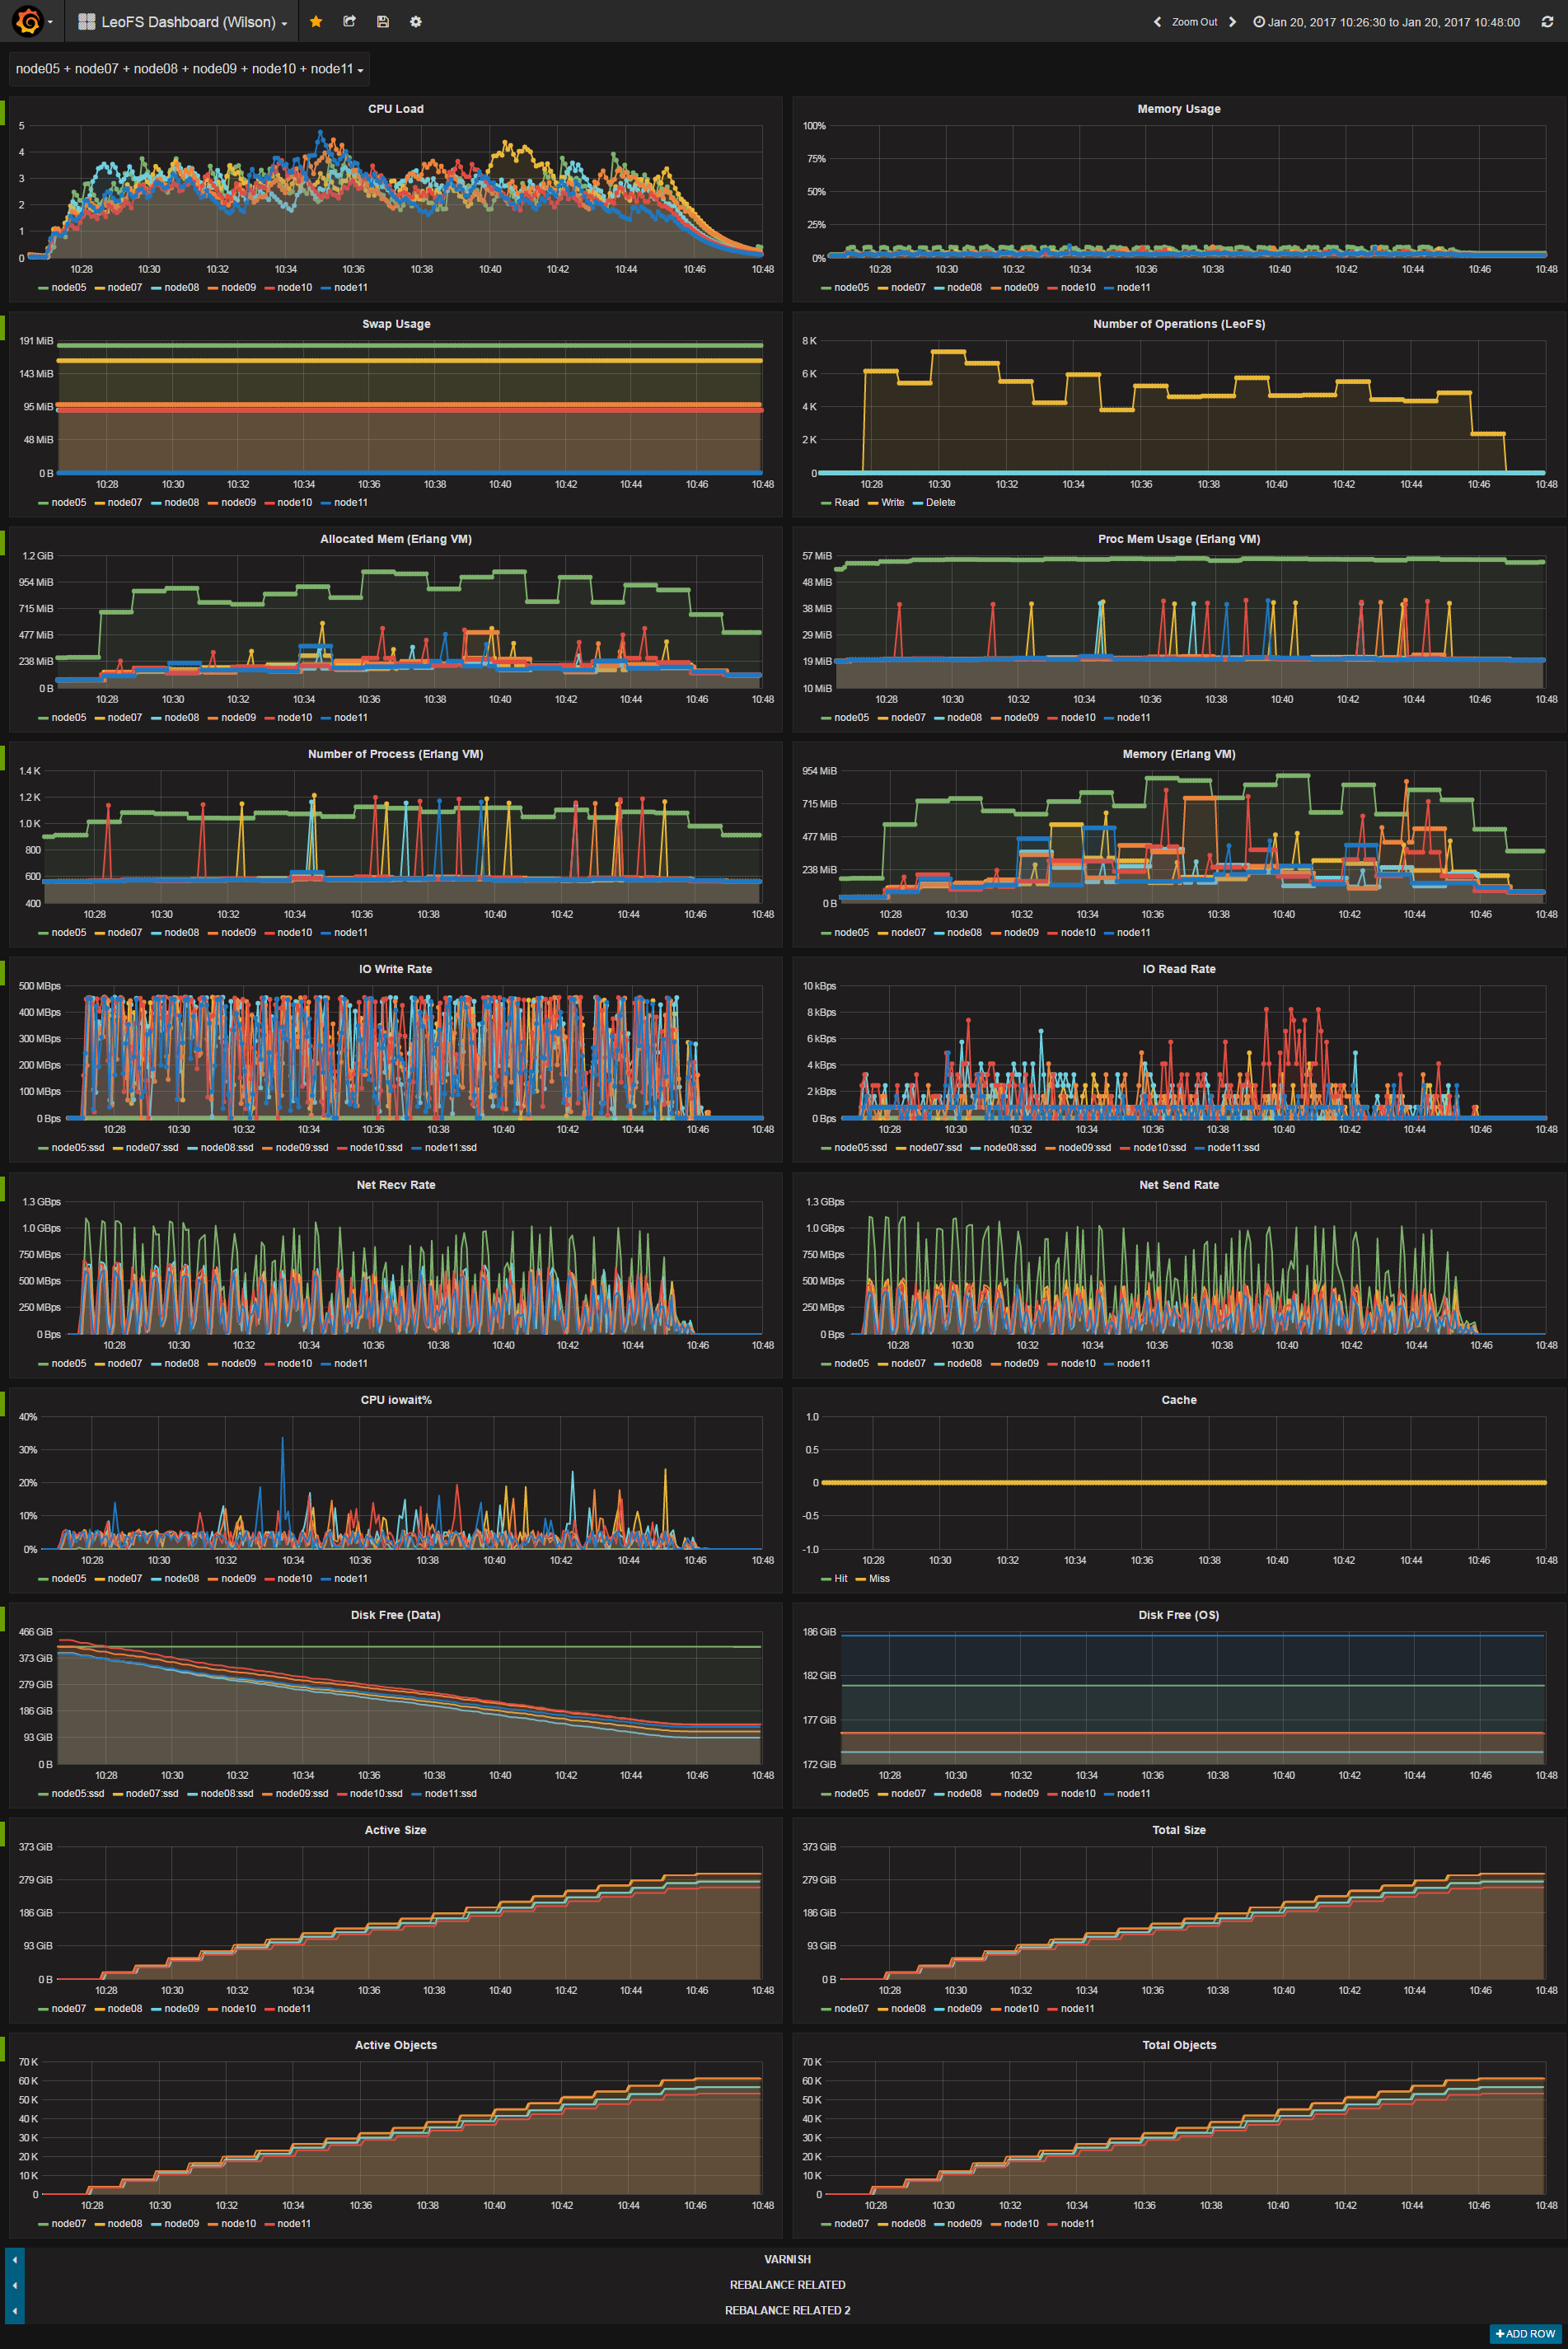 LeoFS Dashboard (Wilson)
Zoom Out
Jan 20, 2017 10:26:30 to Jan 20, 2017 10:48:00
node05 + node07 + node08 + node09 + node10 + node11
CPU Load
5
4
3
2
1
0
10:28 10:30 10:32 10:34 10:36 10:38 10:40 10:42 10:44 10:46 10:48
node05 node07 node08 node09 node10 node11
Memory Usage
100%
75%
50%
25%
0%
10:28 10:30 10:32 10:34 10:36 10:38 10:40 10:42 10:44 10:46 10:48
node05 node07 node08 node09 node10 node11
Swap Usage
191 MiB
143 MiB
95 MiB
48 MiB
0 B
10:28 10:30 10:32 10:34 10:36 10:38 10:40 10:42 10:44 10:46 10:48
node05 node07 node08 node09 node10 node11
Number of Operations (LeoFS)
8 K
6 K
4 K
2 K
0
10:28 10:30 10:32 10:34 10:36 10:38 10:40 10:42 10:44 10:46 10:48
Read Write Delete
Allocated Mem (Erlang VM)
1.2 GiB
954 MiB
715 MiB
477 MiB
238 MiB
0 B
10:28 10:30 10:32 10:34 10:36 10:38 10:40 10:42 10:44 10:46 10:48
node05 node07 node08 node09 node10 node11
Proc Mem Usage (Erlang VM)
57 MiB
48 MiB
38 MiB
29 MiB
19 MiB
10 MiB
10:28 10:30 10:32 10:34 10:36 10:38 10:40 10:42 10:44 10:46 10:48
node05 node07 node08 node09 node10 node11
Number of Process (Erlang VM)
1.4 K
1.2 K
1.0 K
800
600
400
10:28 10:30 10:32 10:34 10:36 10:38 10:40 10:42 10:44 10:46 10:48
node05 node07 node08 node09 node10 node11
Memory (Erlang VM)
954 MiB
715 MiB
477 MiB
238 MiB
0 B
10:28 10:30 10:32 10:34 10:36 10:38 10:40 10:42 10:44 10:46 10:48
node05 node07 node08 node09 node10 node11
IO Write Rate
500 MBps
400 MBps
300 MBps
200 MBps
100 MBps
0 Bps
10:28 10:30 10:32 10:34 10:36 10:38 10:40 10:42 10:44 10:46 10:48
node05:ssd node07:ssd node08:ssd node09:ssd node10:ssd node11:ssd
IO Read Rate
10 kBps
8 kBps
6 kBps
4 kBps
2 kBps
0 Bps
10:28 10:30 10:32 10:34 10:36 10:38 10:40 10:42 10:44 10:46 10:48
node05:ssd node07:ssd node08:ssd node09:ssd node10:ssd node11:ssd
Net Recv Rate
1.3 GBps
1.0 GBps
750 MBps
500 MBps
250 MBps
0 Bps
10:28 10:30 10:32 10:34 10:36 10:38 10:40 10:42 10:44 10:46 10:48
node05 node07 node08 node09 node10 node11
Net Send Rate
1.3 GBps
1.0 GBps
750 MBps
500 MBps
250 MBps
0 Bps
10:28 10:30 10:32 10:34 10:36 10:38 10:40 10:42 10:44 10:46 10:48
node05 node07 node08 node09 node10 node11
CPU iowait%
40%
30%
20%
10%
0%
10:28 10:30 10:32 10:34 10:36 10:38 10:40 10:42 10:44 10:46 10:48
node05 node07 node08 node09 node10 node11
Cache
1.0
0.5
0
-0.5
-1.0
10:28 10:30 10:32 10:34 10:36 10:38 10:40 10:42 10:44 10:46 10:48
Hit Miss
Disk Free (Data)
466 GiB
373 GiB
279 GiB
186 GiB
93 GiB
0 B
10:28 10:30 10:32 10:34 10:36 10:38 10:40 10:42 10:44 10:46 10:48
node05:ssd node07:ssd node08:ssd node09:ssd node10:ssd node11:ssd
Disk Free (OS)
186 GiB
182 GiB
177 GiB
172 GiB
10:28 10:30 10:32 10:34 10:36 10:38 10:40 10:42 10:44 10:46 10:48
node05 node07 node08 node09 node10 node11
Active Size
373 GiB
279 GiB
186 GiB
93 GiB
0 B
10:28 10:30 10:32 10:34 10:36 10:38 10:40 10:42 10:44 10:46 10:48
node07 node08 node09 node10 node11
Total Size
373 GiB
279 GiB
186 GiB
93 GiB
0 B
10:28 10:30 10:32 10:34 10:36 10:38 10:40 10:42 10:44 10:46 10:48
node07 node08 node09 node10 node11
Active Objects
70 K
60 K
50 K
40 K
30 K
20 K
10 K
0
10:28 10:30 10:32 10:34 10:36 10:38 10:40 10:42 10:44 10:46 10:48
node07 node08 node09 node10 node11
Total Objects
70 K
60 K
50 K
40 K
30 K
20 K
10 K
0
10:28 10:30 10:32 10:34 10:36 10:38 10:40 10:42 10:44 10:46 10:48
node07 node08 node09 node10 node11
VARNISH
REBALANCE RELATED
REBALANCE RELATED 2
+ ADD ROW